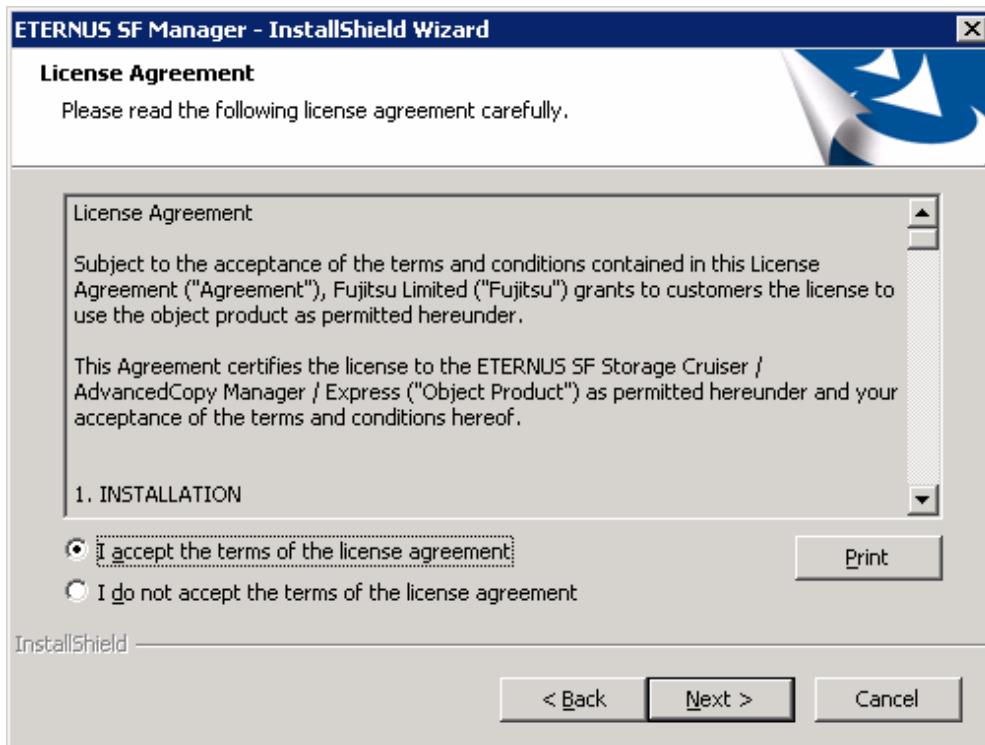 ETERNUS SF Manager - InstallShield Wizard
License Agreement
Please read the following license agreement carefully.
License Agreement
Subject to the acceptance of the terms and conditions contained in this License
Agreement ("Agreement"), Fujitsu Limited ("Fujitsu") grants to customers the license to
use the object product as permitted hereunder.
This Agreement certifies the license to the ETERNUS SF Storage Cruiser /
AdvancedCopy Manager / Express ("Object Product") as permitted hereunder and your
acceptance of the terms and conditions hereof.
1. INSTALLATION
I accept the terms of the license agreement
Print
I do not accept the terms of the license agreement
InstallShield
< Back
Next >
Cancel